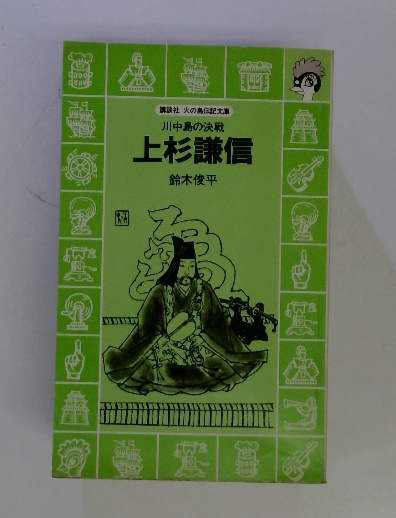 講談社 火の鳥伝記文庫
川中島の決戦
上杉謙信
鈴木俊平